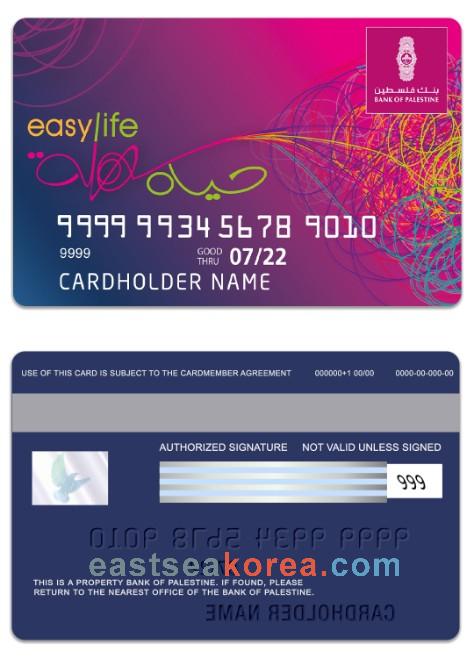 بنك فلسطين
BANK OF PALESTINE
easy/life
حياه سهلة
9999 9934 5678 9010
9999 GOOD THRU 07/22
CARDHOLDER NAME
USE OF THIS CARD IS SUBJECT TO THE CARDMEMBER AGREEMENT 000000+1 00/00 0000-00-000-00
AUTHORIZED SIGNATURE NOT VALID UNLESS SIGNED
999
9999 9934 5678 9010
eastseakorea.com
THIS IS A PROPERTY BANK OF PALESTINE. IF FOUND, PLEASE
RETURN TO THE NEAREST OFFICE OF THE BANK OF PALESTINE.
CARDHOLDER NAME